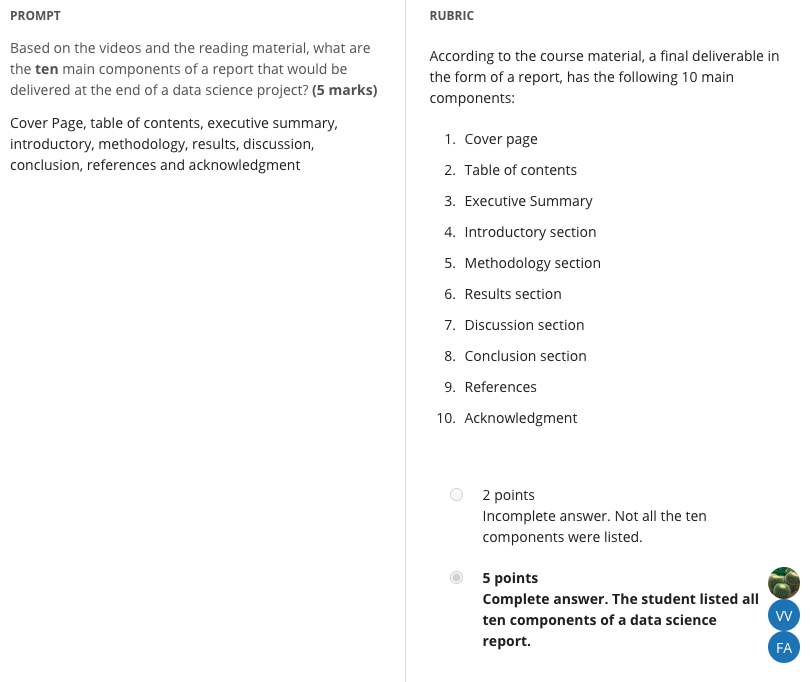 PROMPT
Based on the videos and the reading material, what are
the ten main components of a report that would be
delivered at the end of a data science project? (5 marks)
Cover Page, table of contents, executive summary,
introductory, methodology, results, discussion,
conclusion, references and acknowledgment
RUBRIC
According to the course material, a final deliverable in
the form of a report, has the following 10 main
components:
1. Cover page
2. Table of contents
3. Executive Summary
4. Introductory section
5. Methodology section
6. Results section
7. Discussion section
8. Conclusion section
9. References
10. Acknowledgment
2 points
Incomplete answer. Not all the ten
components were listed.
5 points
Complete answer. The student listed all
ten components of a data science
report.
VV
FA